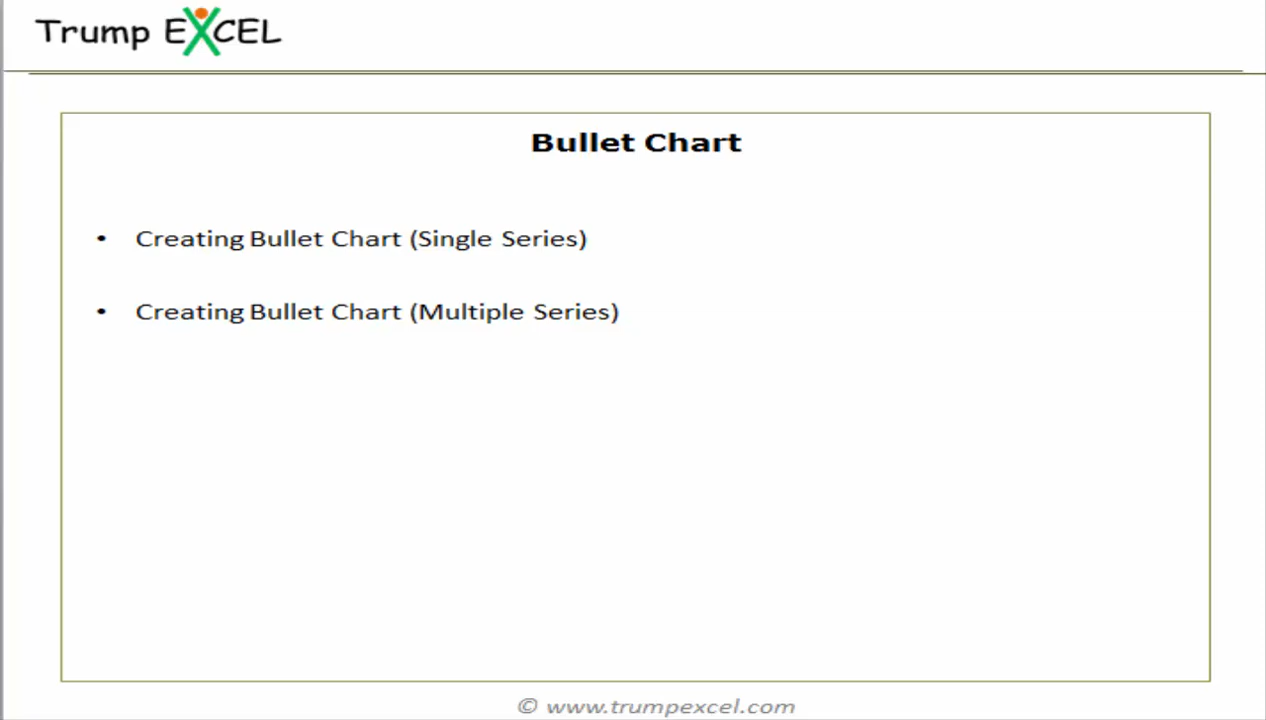 Trump EXCEL
Bullet Chart
• Creating Bullet Chart (Single Series)
• Creating Bullet Chart (Multiple Series)
© www.trumpexcel.com